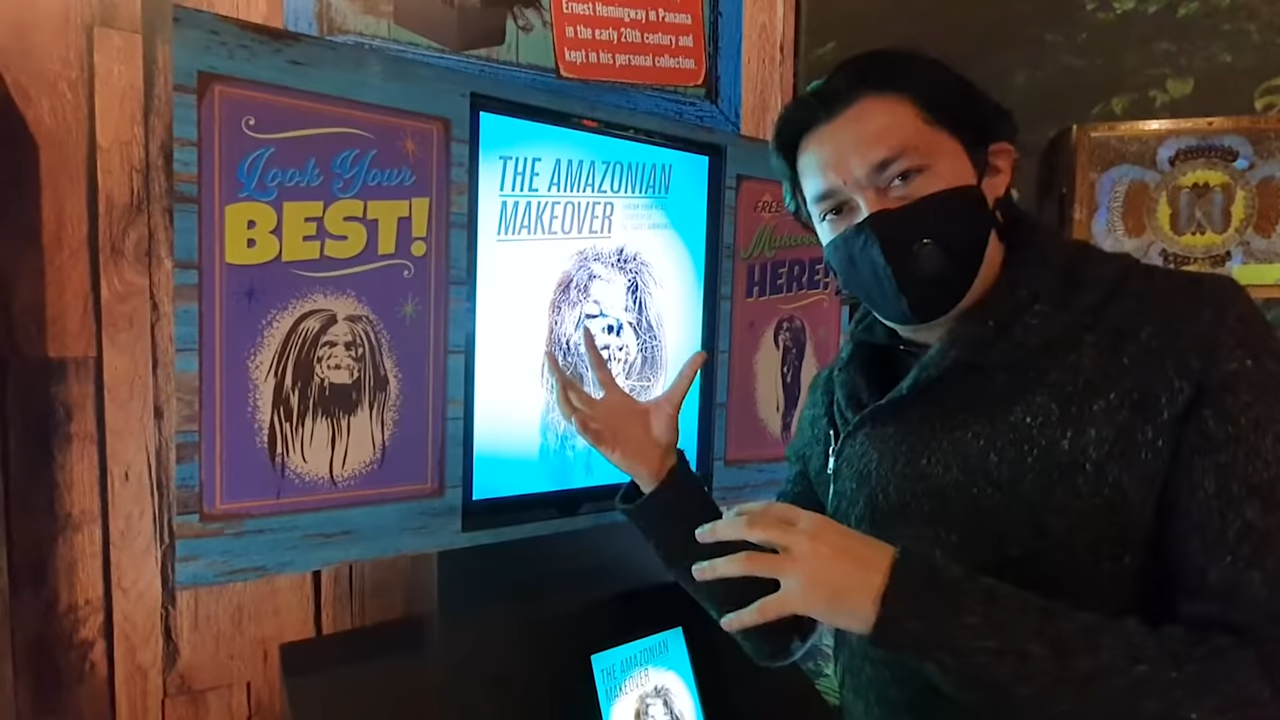 Ernest Hemingway in Panama
in the early 20th century and
kept in his personal collection.
Look Your
BEST!
THE AMAZONIAN
MAKEOVER
FREE
Makeov
HERE!
THE AMAZONIAN
MAKEOVER